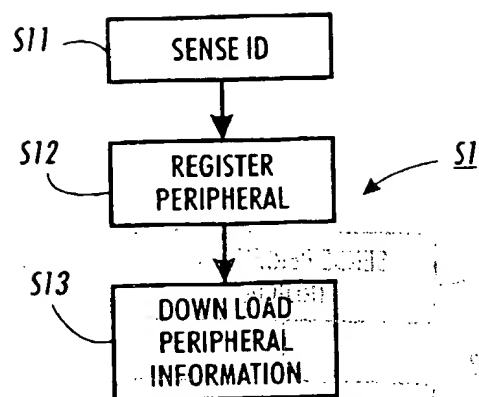 S11
SENSE ID
S12
REGISTER
PERIPHERAL
S1
S13
DOWN LOAD
PERIPHERAL
INFORMATION